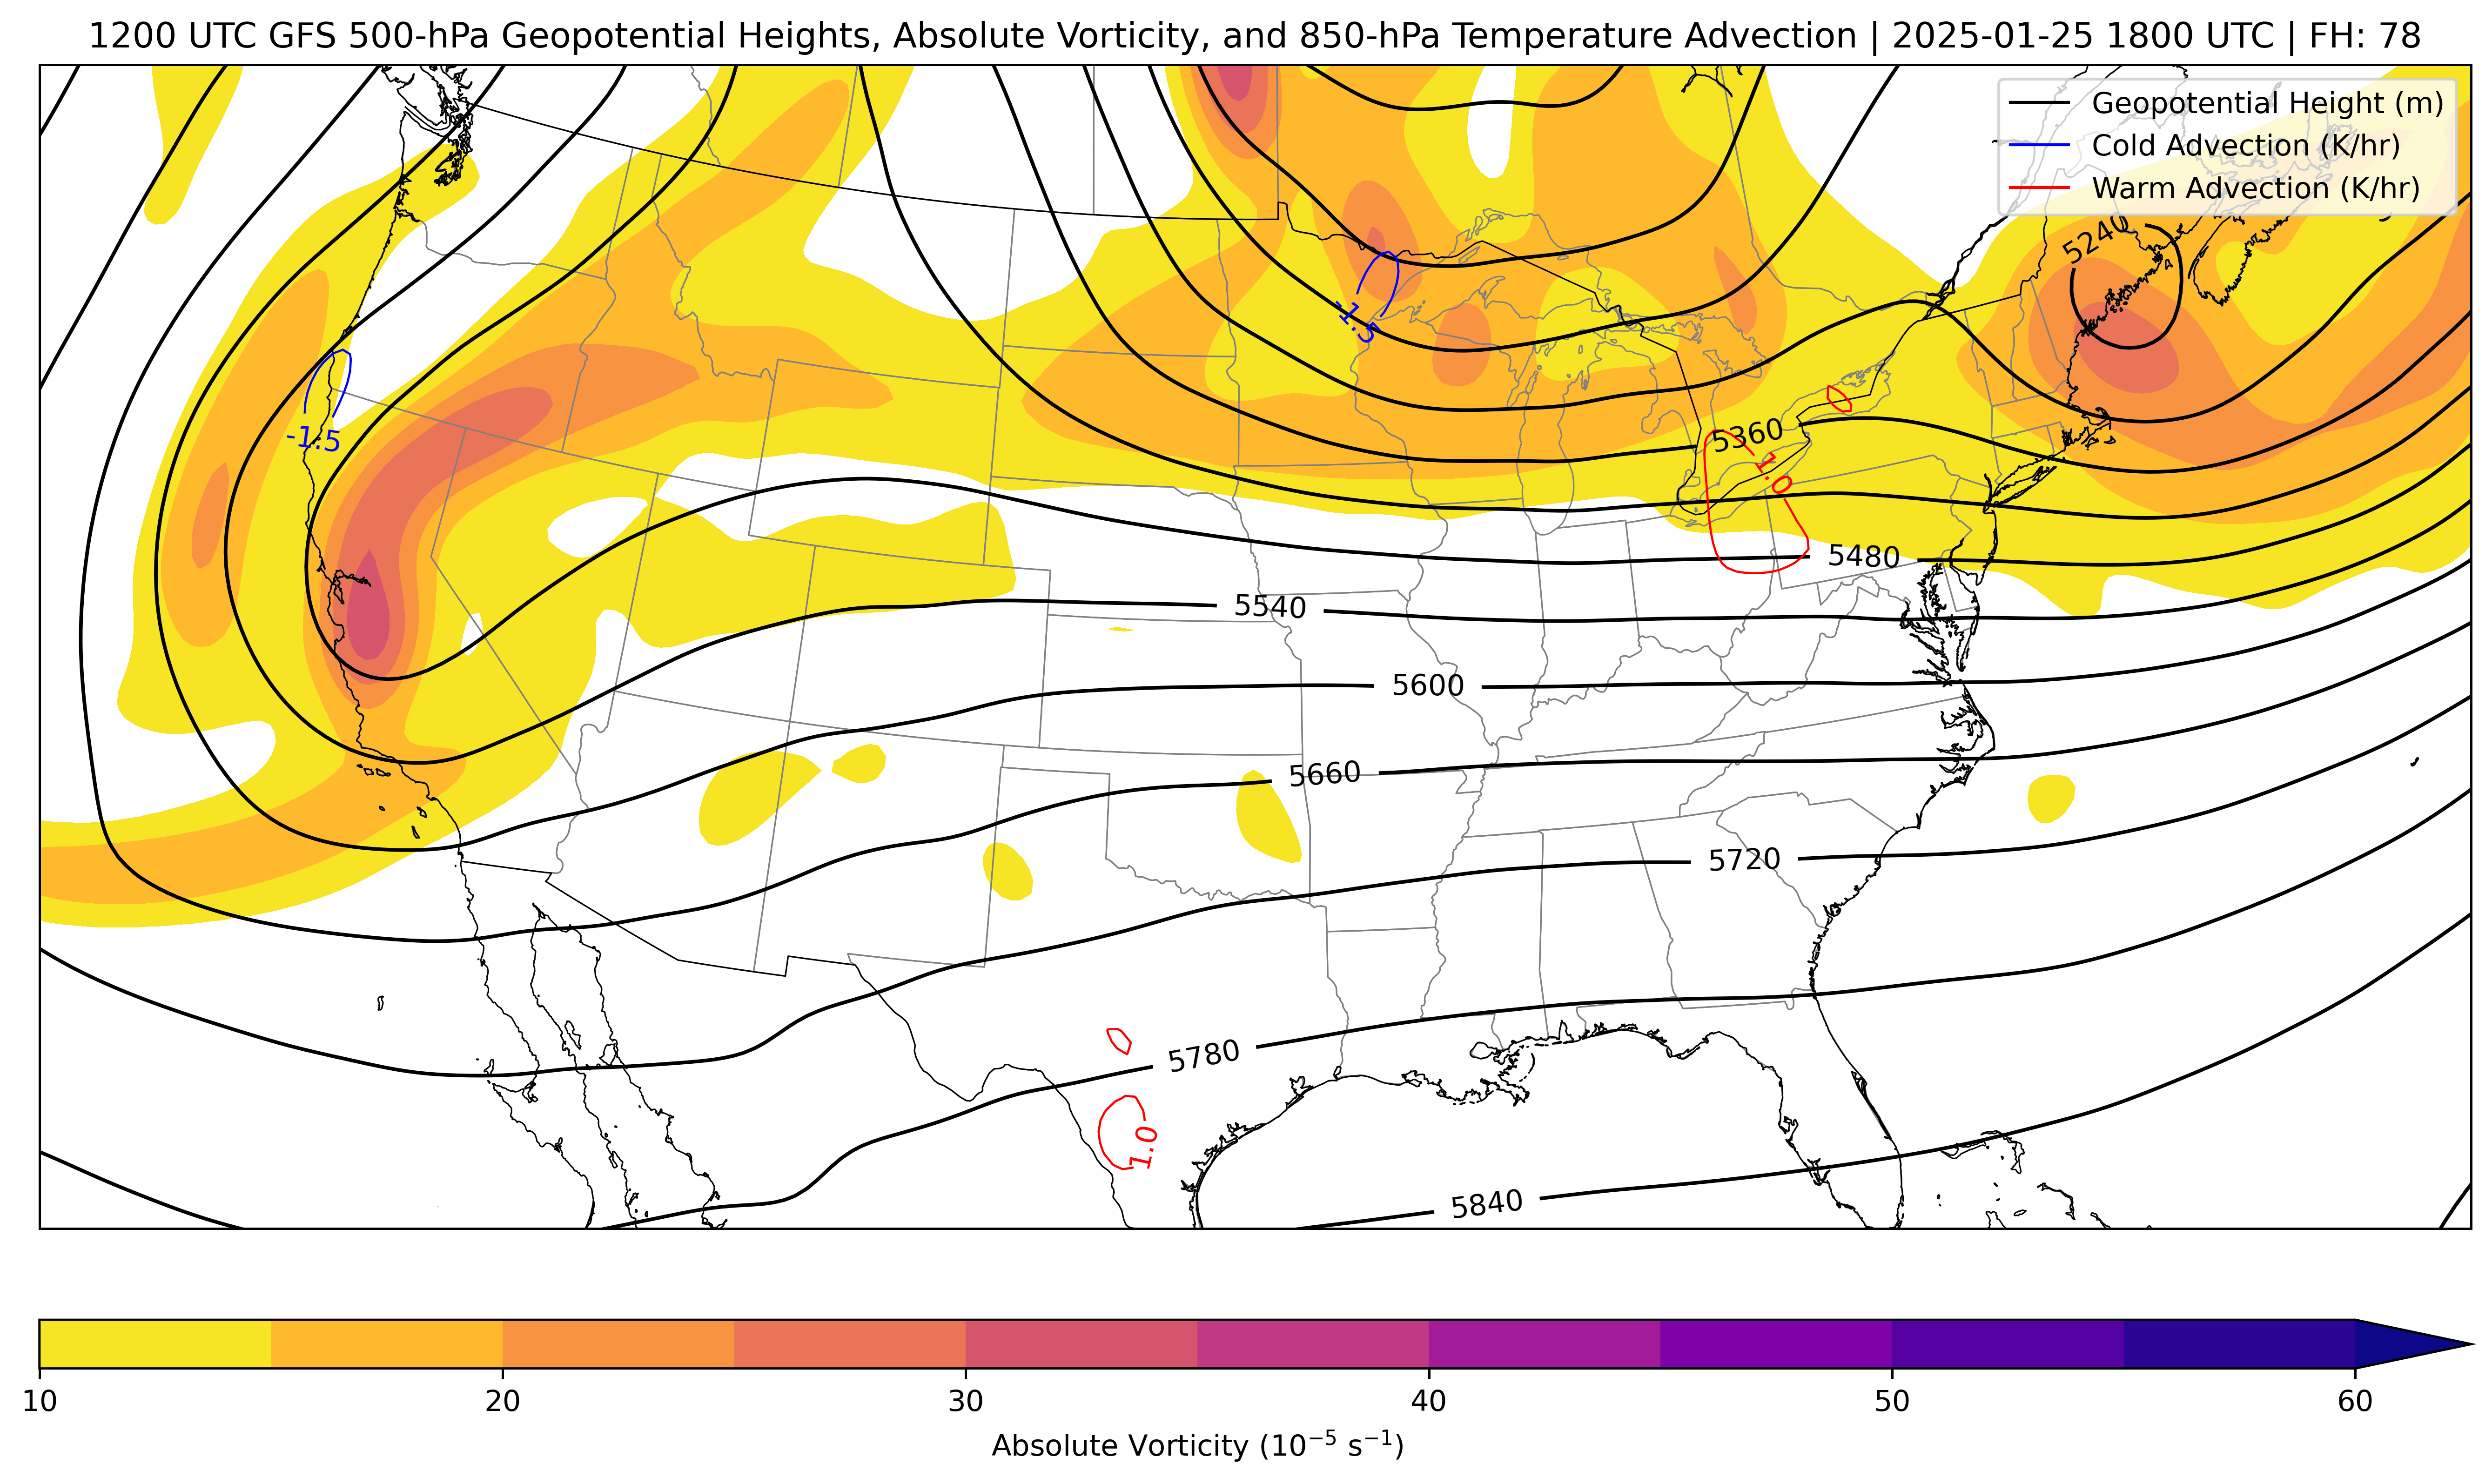 1200 UTC GFS 500-hPa Geopotential Heights, Absolute Vorticity, and 850-hPa Temperature Advection | 2025-01-25 1800 UTC | FH: 78
Geopotential Height (m)
Cold Advection (K/hr)
Warm Advection (K/hr)
5240
-1.5
-1.5
5360
1.0
5480
5540
5600
5660
5720
5780
1.0
5840
10 20 30 40 50 60
Absolute Vorticity (10⁻⁵ s⁻¹)